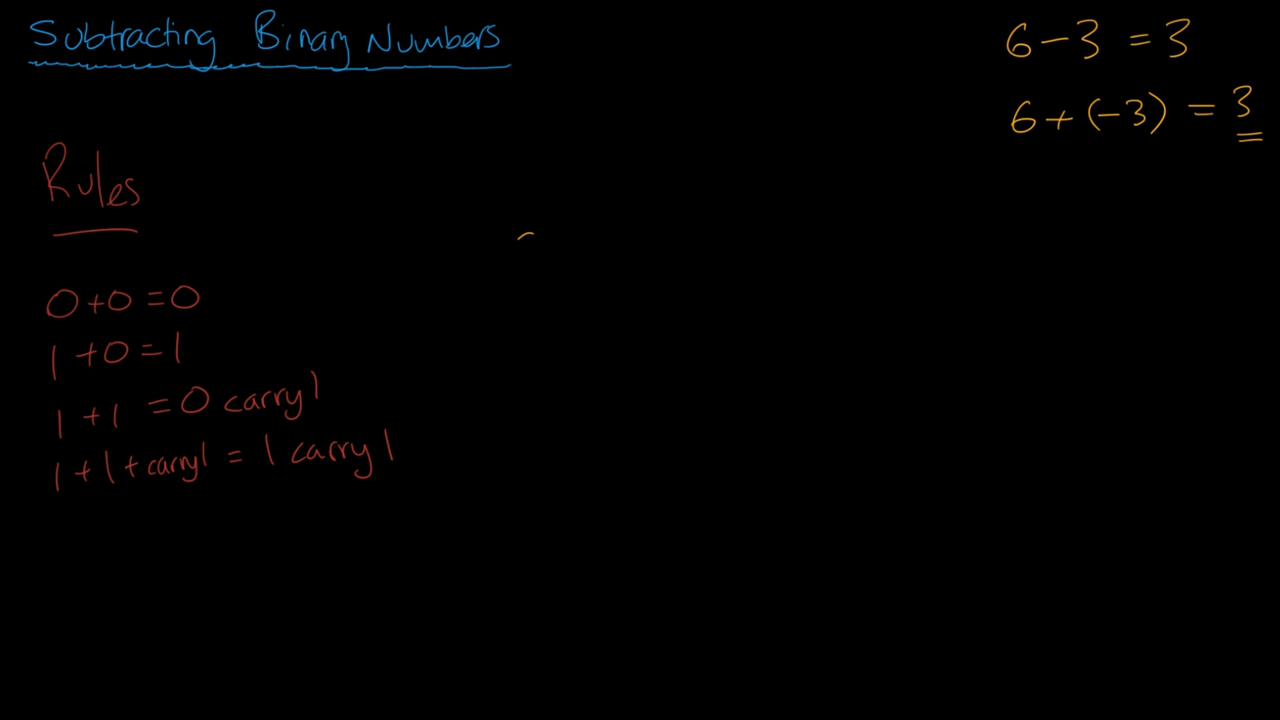 Subtracting Binary Numbers
6 - 3 = 3
6 + (-3) = 3
Rules
0+0=0
1+0=1
1+1 = 0 carry 1
1+1+carry 1 = 1 carry 1